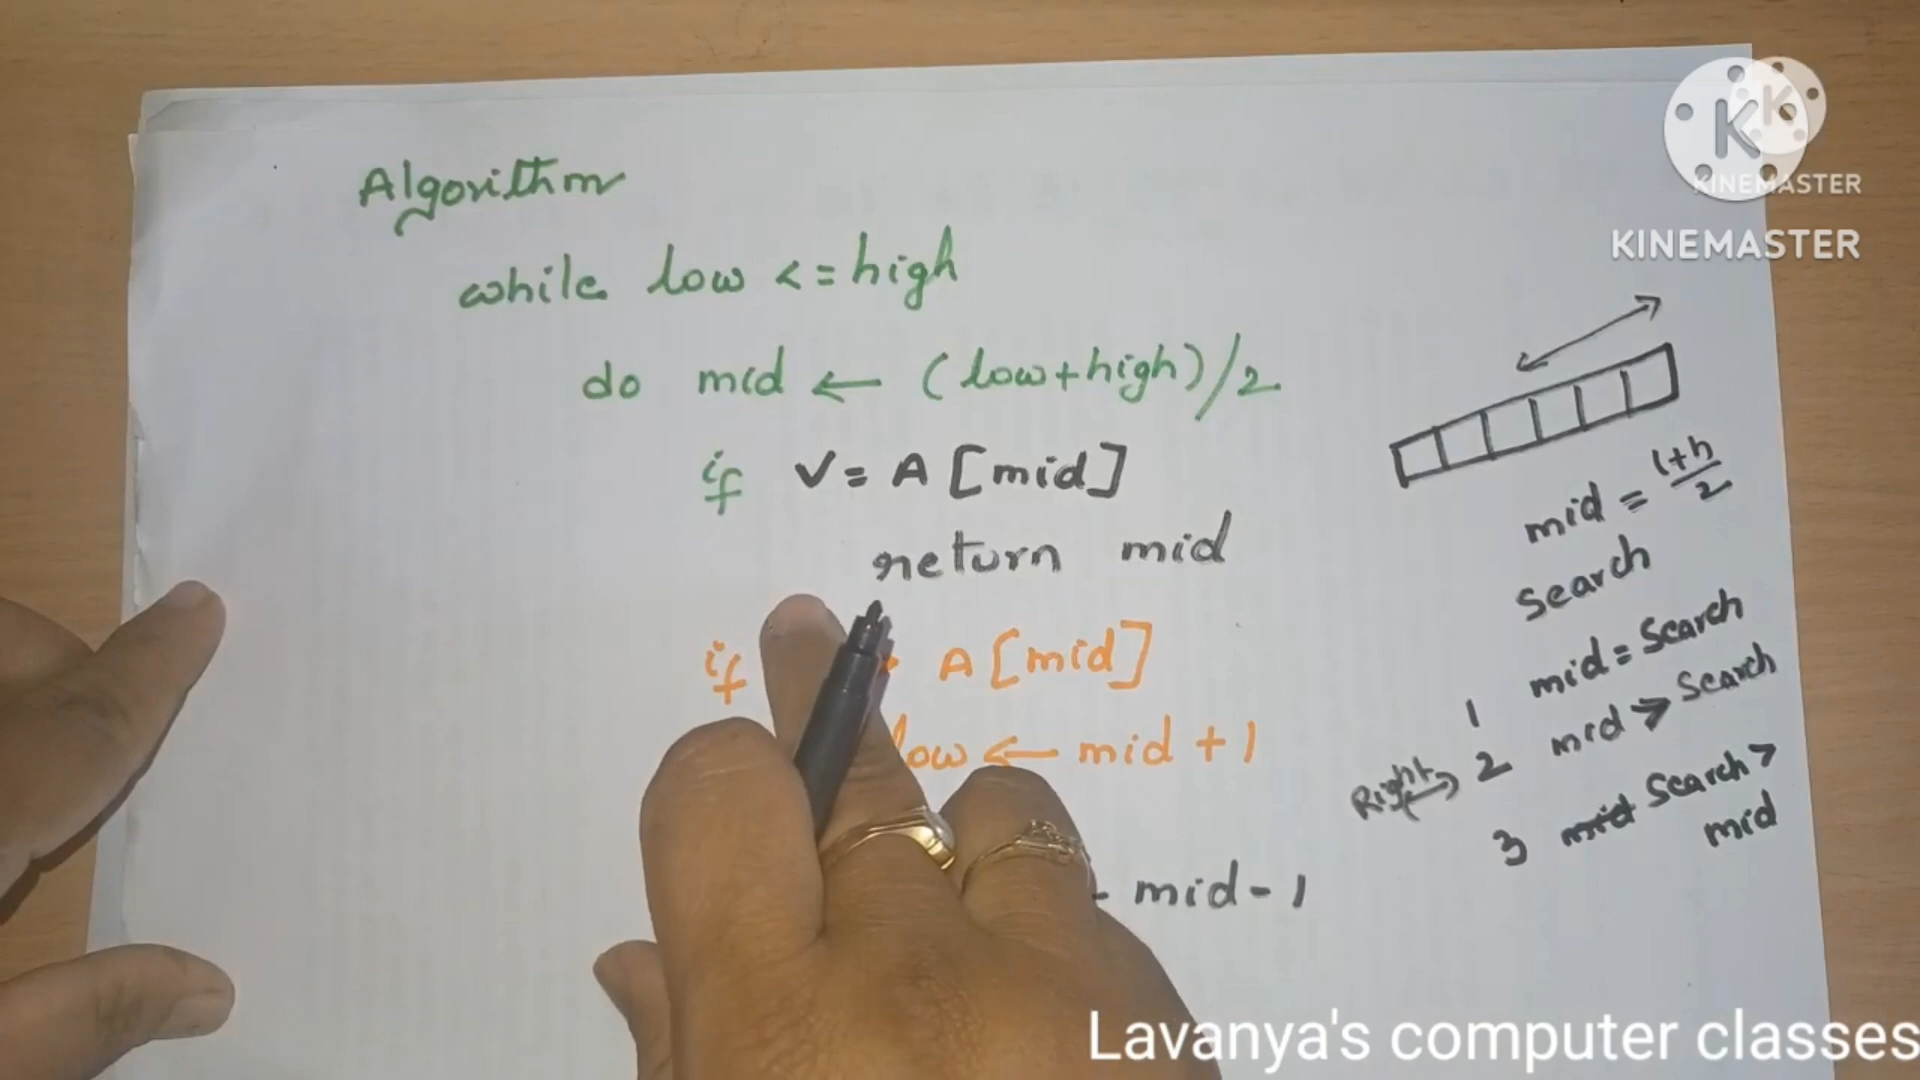 Algorithm
while low <= high
do mid ← (low+high)/2
if V = A [mid]
return mid
if A [mid]
low ← mid + 1
- mid - 1
mid = l+h/2
Search
1 mid = Search
Right ↔ 2 mid > Search
3 mid Search >
mid
K K
KINEMASTER
KINEMASTER
Lavanya's computer classes